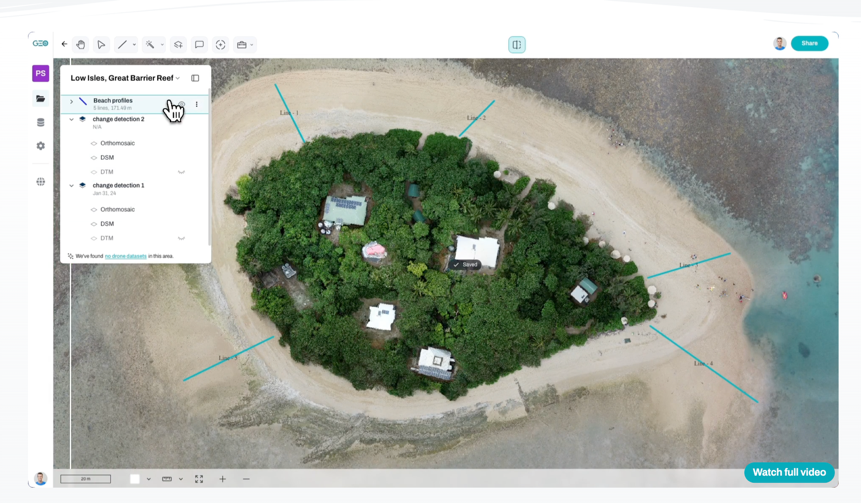 GEO
Share
PS
Low Isles, Great Barrier Reef
Beach profiles
5 lines, 171.49 m
change detection 2
N/A
Orthomosaic
DSM
DTM
change detection 1
Jan 31, 24
Orthomosaic
DSM
DTM
We've found no drone datasets in this area.
Line - 1
Line - 2
Saved
Line - 3
Line - 4
Line - 5
20 m
Watch full video